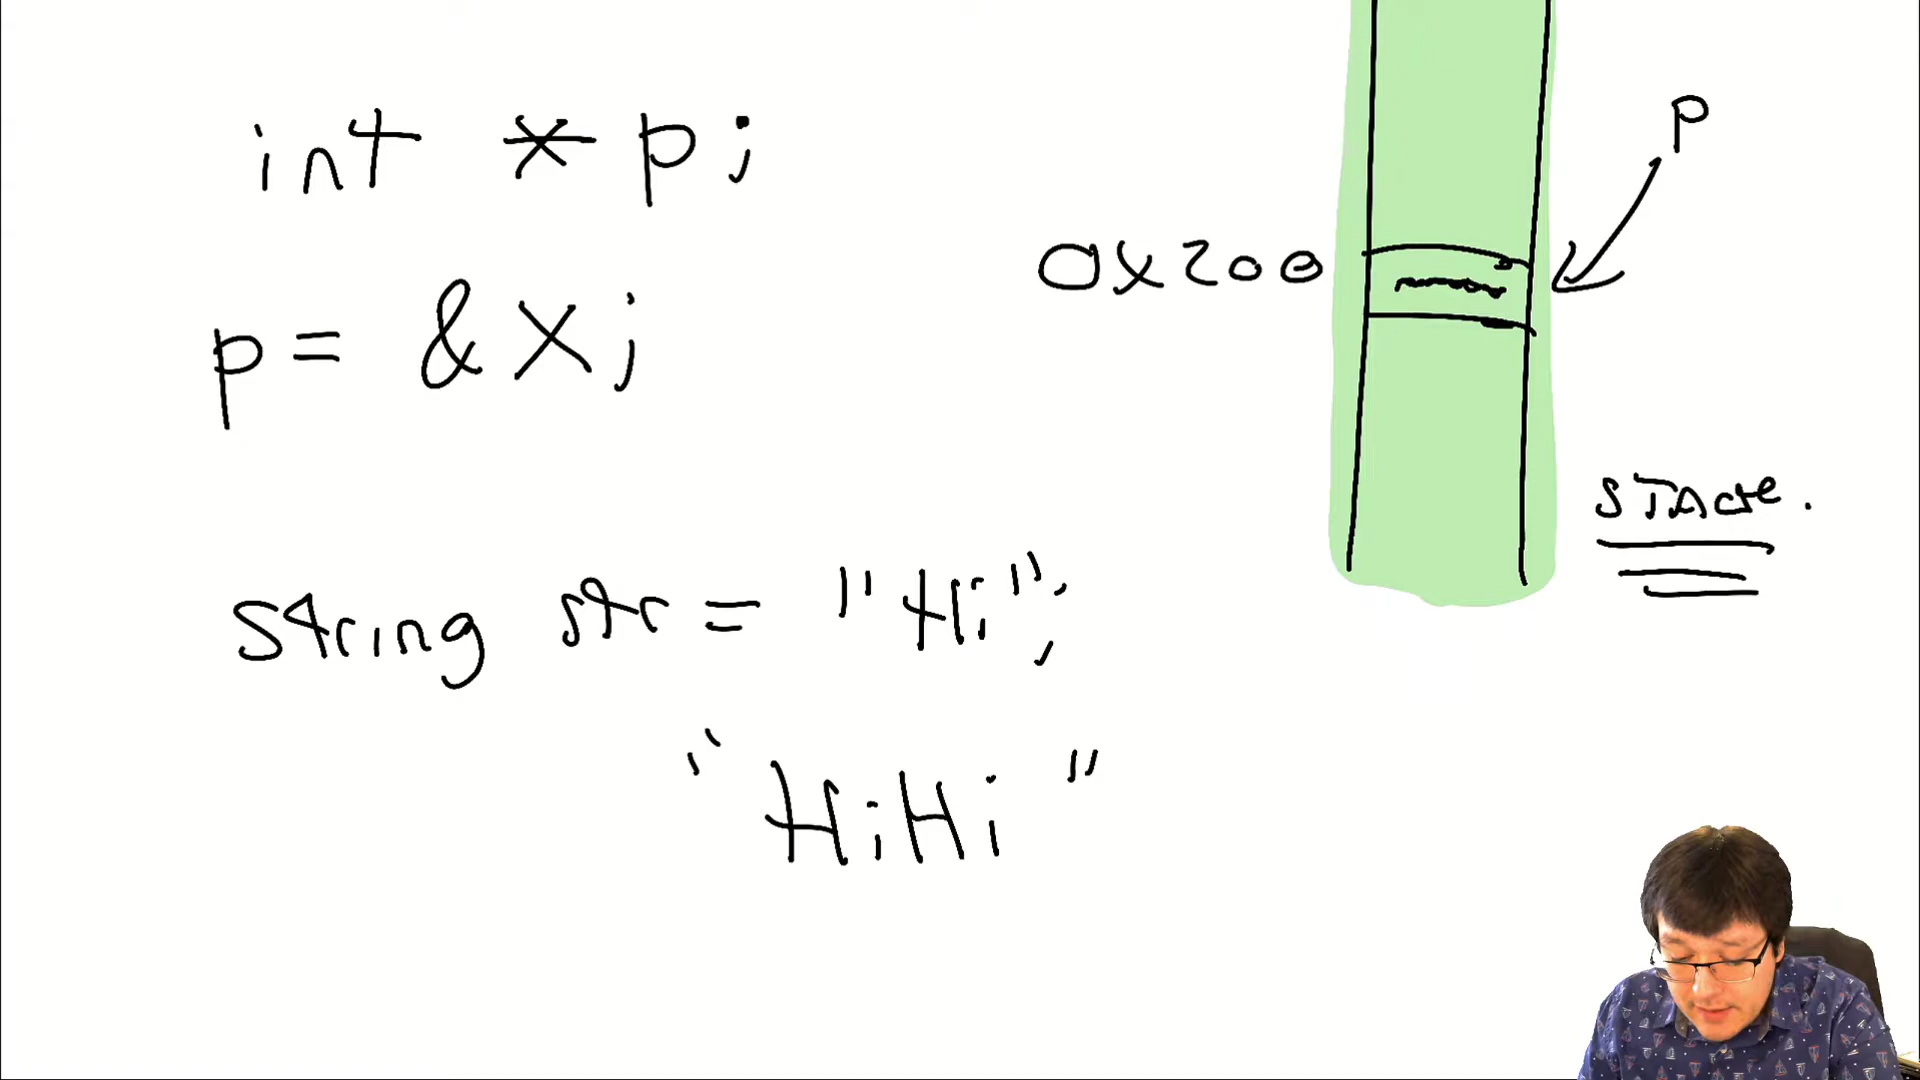 int * p;
p = & x;
string str = "Hi";
"HiHi"
P
0x200
STACK.